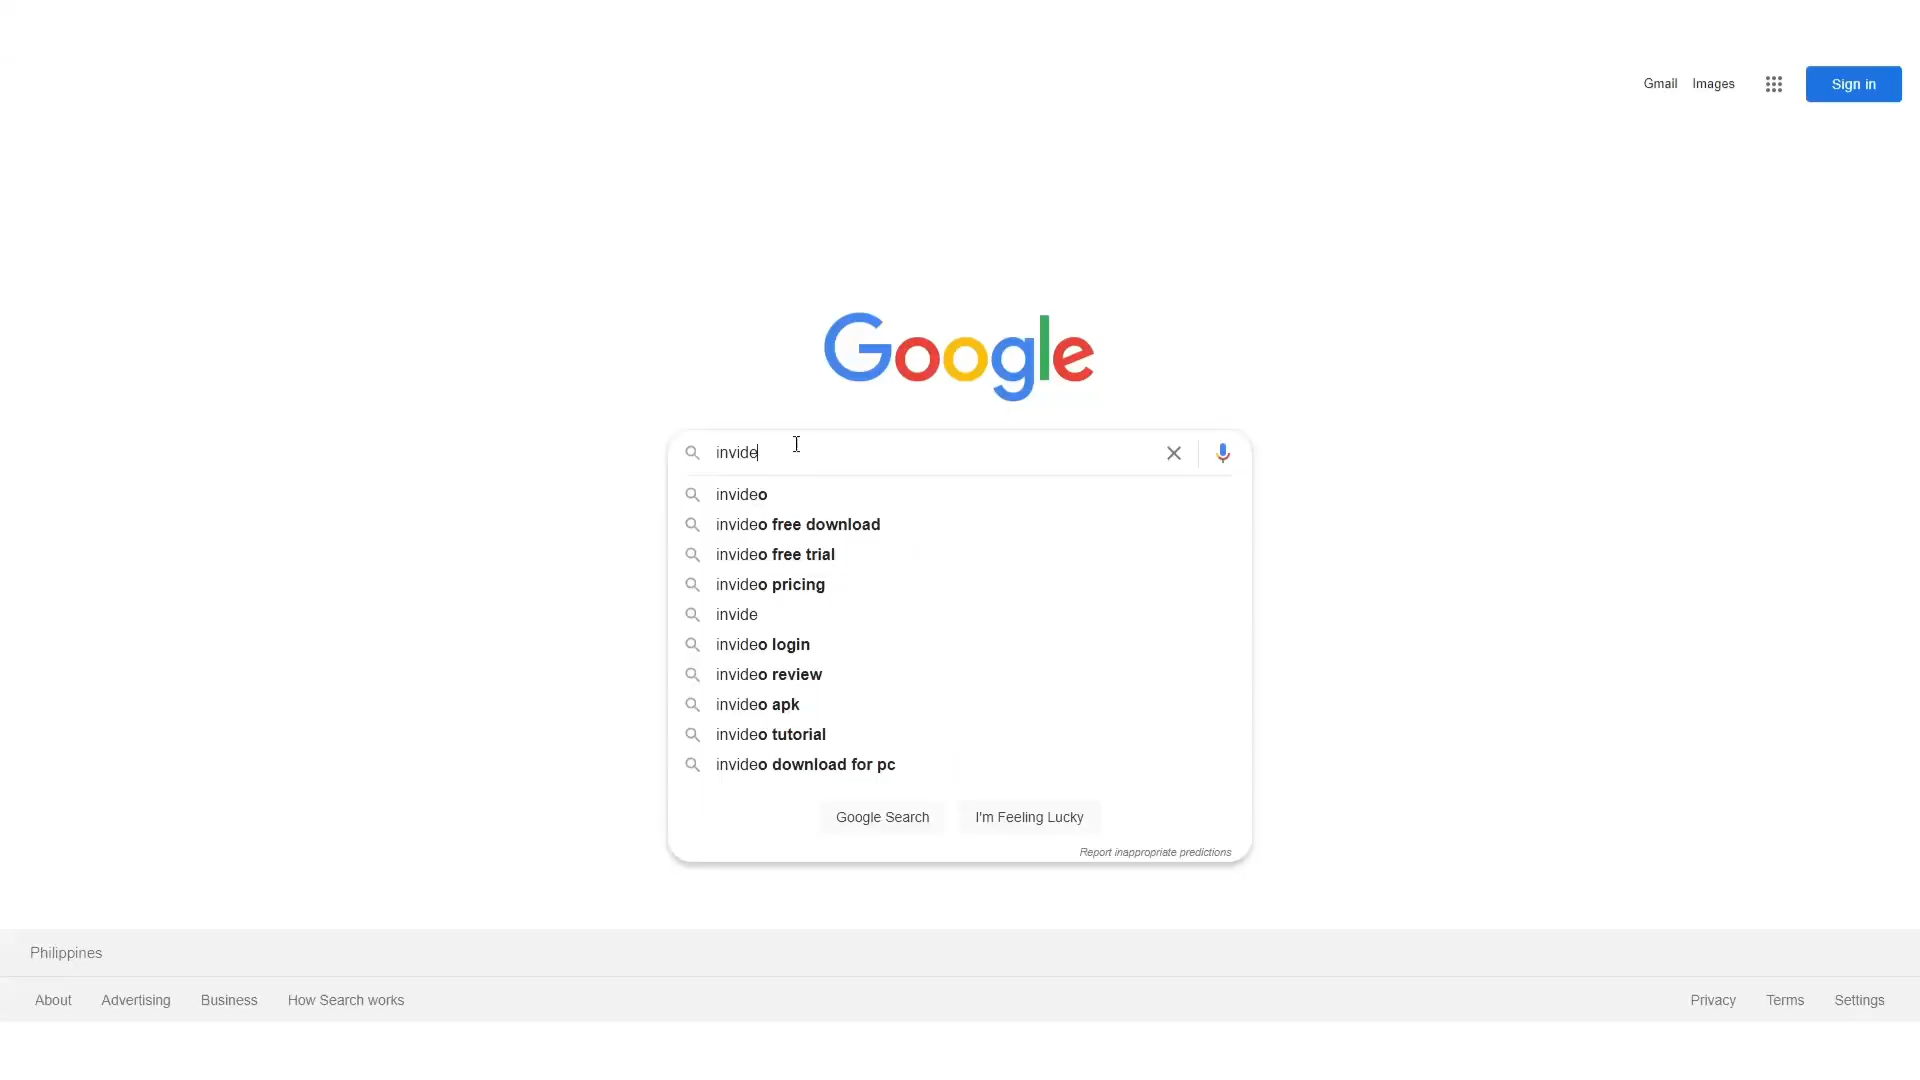 Gmail Images Sign in
Google
invide
invideo
invideo free download
invideo free trial
invideo pricing
invide
invideo login
invideo review
invideo apk
invideo tutorial
invideo download for pc
Google Search I'm Feeling Lucky
Report inappropriate predictions
Philippines
About Advertising Business How Search works Privacy Terms Settings